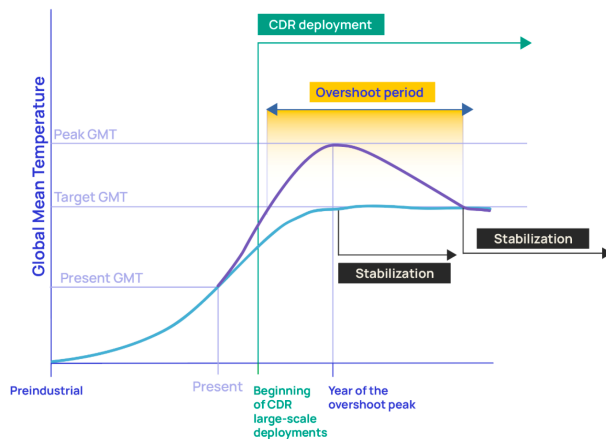 CDR deployment
Overshoot period
Global Mean Temperature
Peak GMT
Target GMT
Stabilization
Stabilization
Present GMT
Preindustrial
Present
Beginning
of CDR
large-scale
deployments
Year of the
overshoot peak